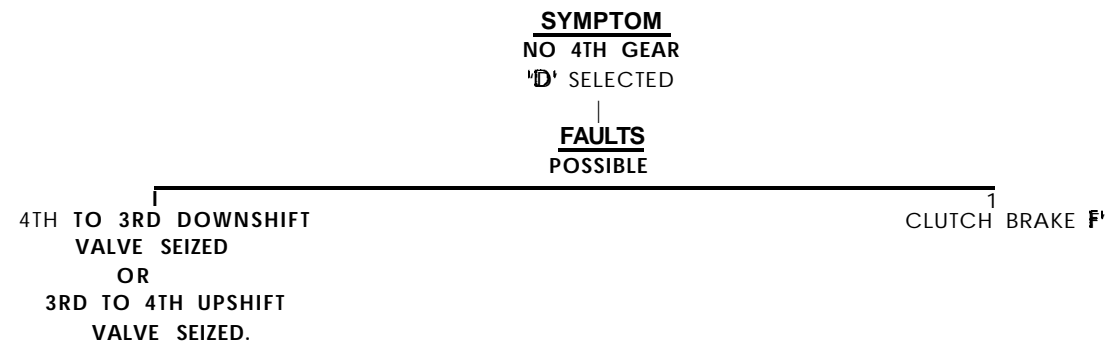 SYMPTOM
NO 4TH GEAR
'D' SELECTED
FAULTS
POSSIBLE
4TH TO 3RD DOWNSHIFT
VALVE SEIZED
OR
3RD TO 4TH UPSHIFT
VALVE SEIZED.
CLUTCH BRAKE F'